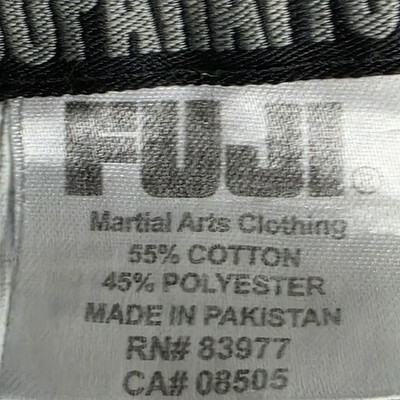 FUJI®
Martial Arts Clothing
55% COTTON
45% POLYESTER
MADE IN PAKISTAN
RN# 83977
CA# 08505